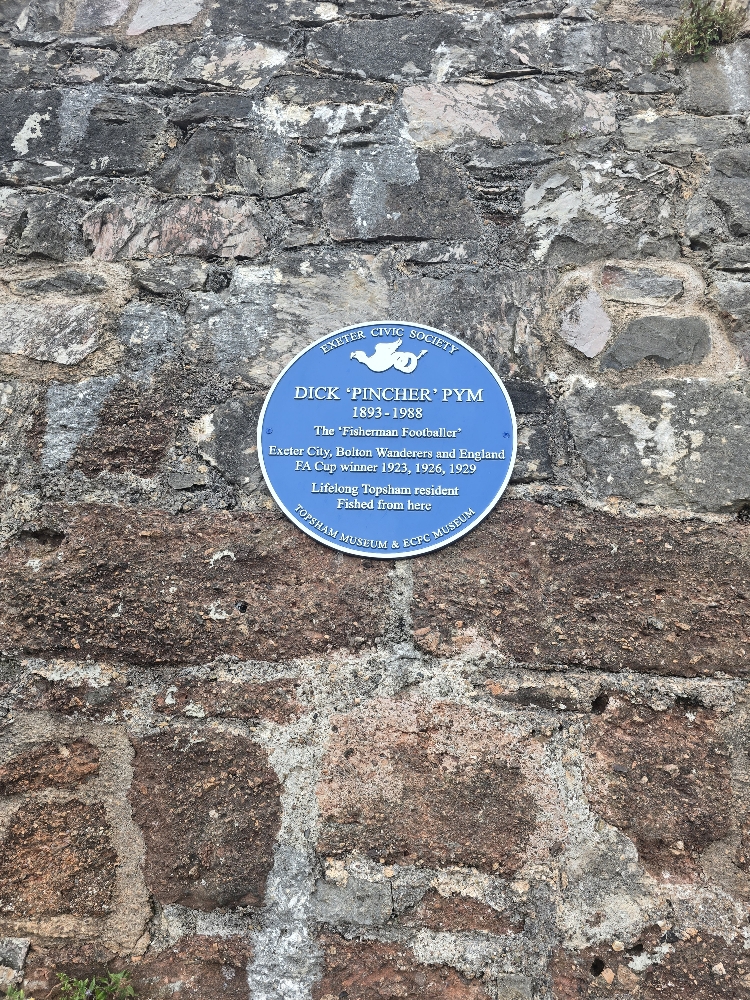 EXETER CIVIC SOCIETY
DICK ‘PINCHER’ PYM
1893-1988
The ‘Fisherman Footballer’
Exeter City, Bolton Wanderers and England
FA Cup winner 1923, 1926, 1929
Lifelong Topsham resident
Fished from here
TOPSHAM MUSEUM & ECFC MUSEUM